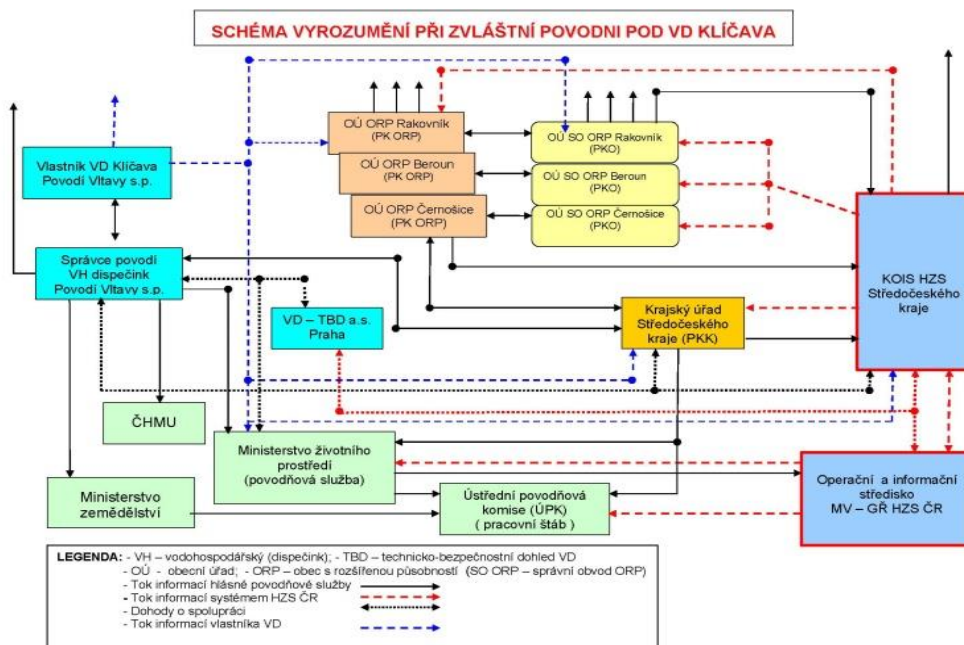 SCHÉMA VYROZUMĚNÍ PŘI ZVLÁŠTNÍ POVODNI POD VD KLÍČAVA
OÚ ORP Rakovník
(PK ORP)
OÚ SO ORP Rakovník
(PKO)
Vlastník VD Klíčava
Povodí Vltavy s.p.
OÚ ORP Beroun
(PK ORP)
OÚ SO ORP Beroun
(PKO)
OÚ ORP Černošice
(PK ORP)
OÚ SO ORP Černošice
(PKO)
Správce povodí
VH dispečink
Povodí Vltavy s.p.
KOIS HZS
Středočeského
kraje
VD – TBD a.s.
Praha
Krajský úřad
Středočeského
kraje (PKK)
ČHMU
Ministerstvo životního
prostředí
(povodňová služba)
Operační a informační
středisko
MV – GŘ HZS ČR
Ministerstvo
zemědělství
Ústřední povodňová
komise (ÚPK)
( pracovní štáb )
LEGENDA: - VH – vodohospodářský (dispečink); - TBD – technicko-bezpečnostní dohled VD
- OÚ - obecní úřad; - ORP – obec s rozšířenou působností (SO ORP – správní obvod ORP)
- Tok informací hlásné povodňové služby
- Tok informací systémem HZS ČR
- Dohody o spolupráci
- Tok informací vlastníka VD